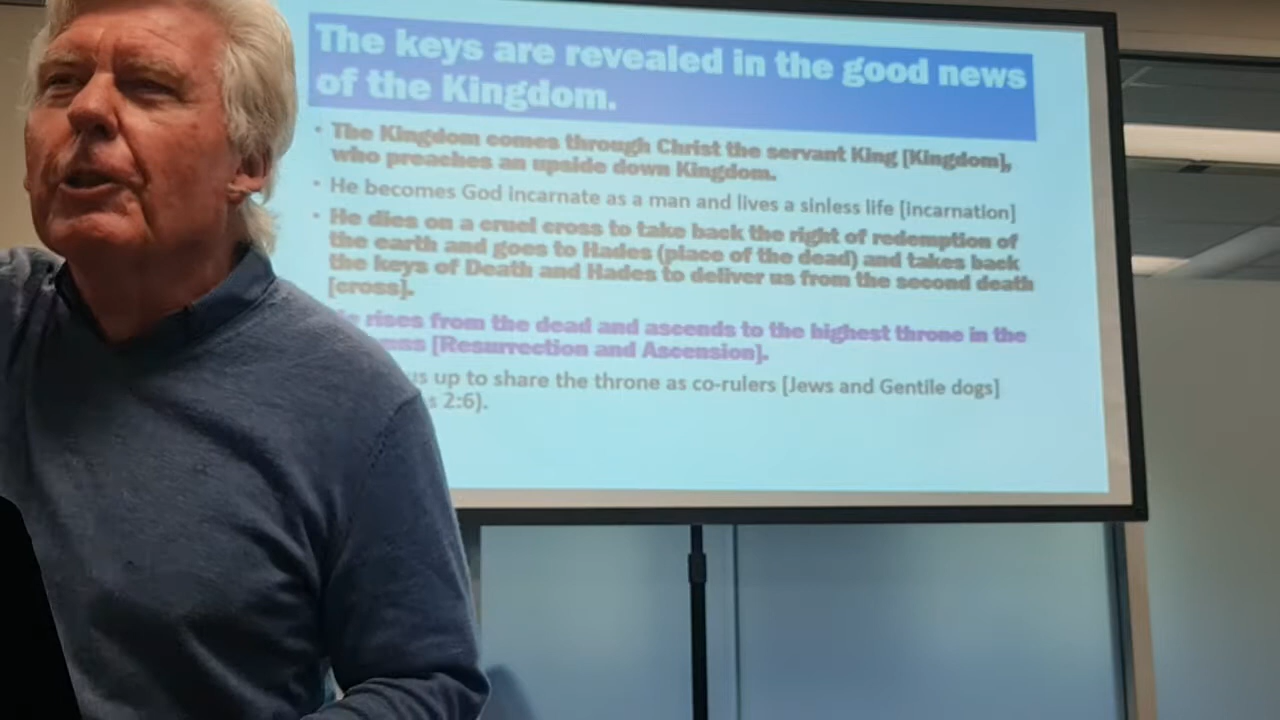 The keys are revealed in the good news
of the Kingdom.
• The Kingdom comes through Christ the servant King [Kingdom],
who preaches an upside down Kingdom.
• He becomes God incarnate as a man and lives a sinless life [incarnation]
• He dies on a cruel cross to take back the right of redemption of
the earth and goes to Hades (place of the dead) and takes back
the keys of Death and Hades to deliver us from the second death
[cross].
rises from the dead and ascends to the highest throne in the
[Resurrection and Ascension].
us up to share the throne as co-rulers [Jews and Gentile dogs]
2:6).